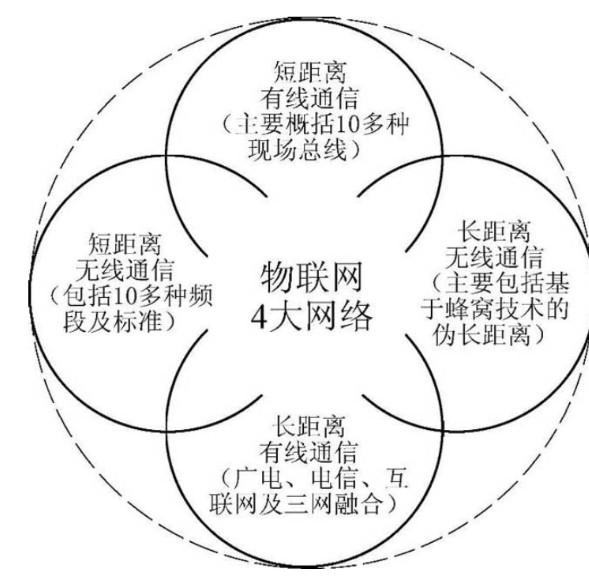 短距离
有线通信
（主要概括10多种
现场总线）
短距离
无线通信
（包括10多种频
段及标准）
物联网
4大网络
长距离
无线通信
（主要包括基
于蜂窝技术的
伪长距离）
长距离
有线通信
（广电、电信、互
联网及三网融合）